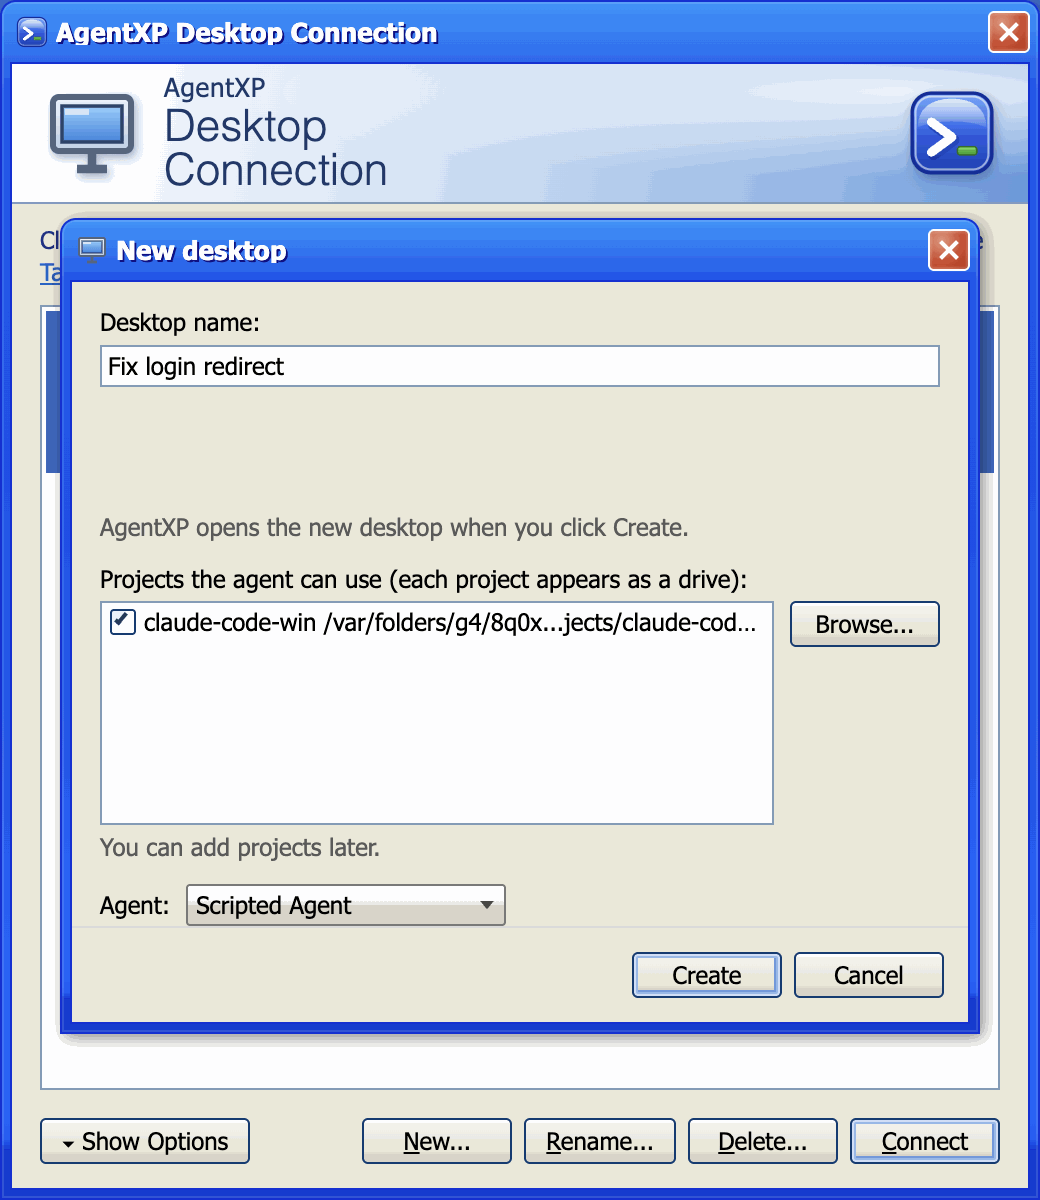 AgentXP Desktop Connection
AgentXP
Desktop
Connection
New desktop
Desktop name:
Fix login redirect
AgentXP opens the new desktop when you click Create.
Projects the agent can use (each project appears as a drive):
claude-code-win /var/folders/g4/8q0x...jects/claude-cod...
Browse...
You can add projects later.
Agent: Scripted Agent
Create Cancel
Show Options New... Rename... Delete... Connect